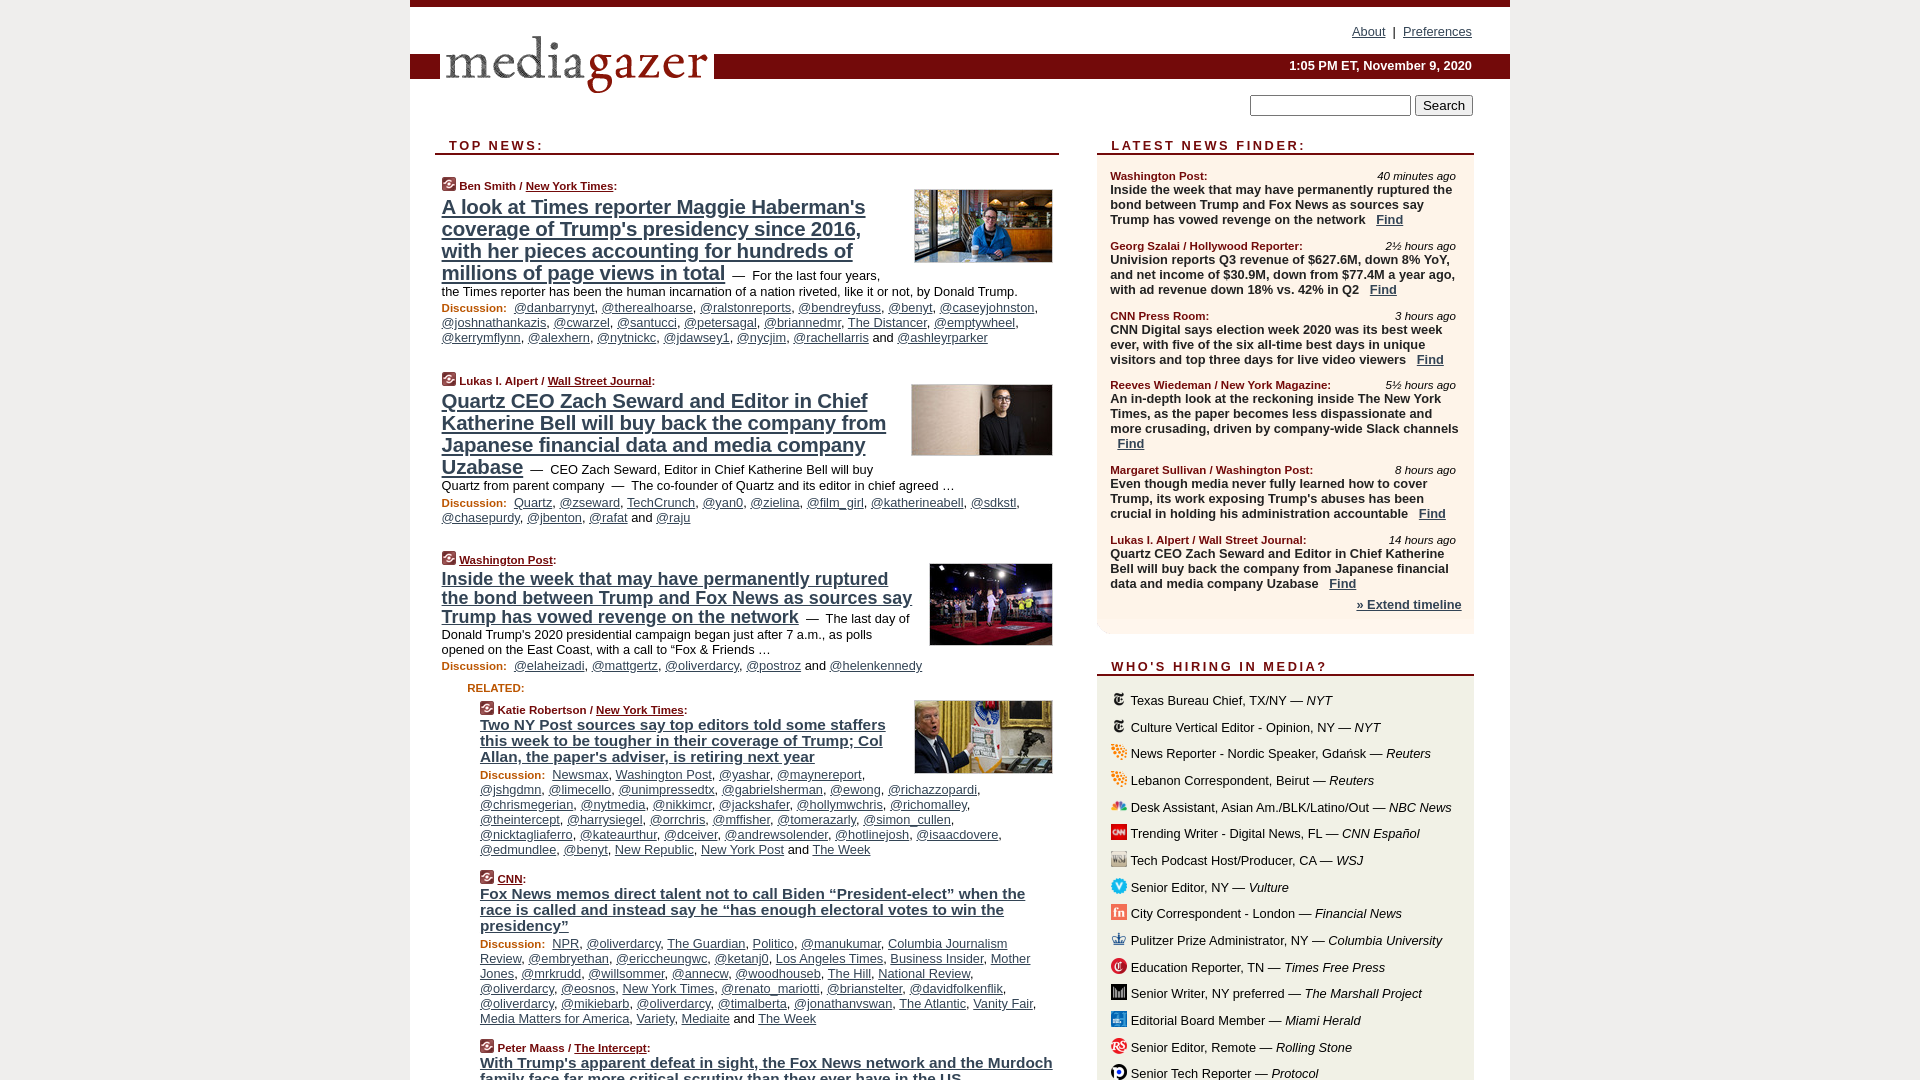 About | Preferences
mediagazer
1:05 PM ET, November 9, 2020
Search
TOP NEWS:
Ben Smith / New York Times:
A look at Times reporter Maggie Haberman's
coverage of Trump's presidency since 2016,
with her pieces accounting for hundreds of
millions of page views in total — For the last four years,
the Times reporter has been the human incarnation of a nation riveted, like it or not, by Donald Trump.
Discussion: @danbarrynyt, @therealhoarse, @ralstonreports, @bendreyfuss, @benyt, @caseyjohnston,
@joshnathankazis, @cwarzel, @santucci, @petersagal, @briannedmr, The Distancer, @emptywheel,
@kerrymflynn, @alexhern, @nytnickc, @jdawsey1, @nycjim, @rachellarris and @ashleyrparker
Lukas I. Alpert / Wall Street Journal:
Quartz CEO Zach Seward and Editor in Chief
Katherine Bell will buy back the company from
Japanese financial data and media company
Uzabase — CEO Zach Seward, Editor in Chief Katherine Bell will buy
Quartz from parent company — The co-founder of Quartz and its editor in chief agreed …
Discussion: Quartz, @zseward, TechCrunch, @yan0, @zielina, @film_girl, @katherineabell, @sdkstl,
@chasepurdy, @jbenton, @rafat and @raju
Washington Post:
Inside the week that may have permanently ruptured
the bond between Trump and Fox News as sources say
Trump has vowed revenge on the network — The last day of
Donald Trump's 2020 presidential campaign began just after 7 a.m., as polls
opened on the East Coast, with a call to “Fox & Friends …
Discussion: @elaheizadi, @mattgertz, @oliverdarcy, @postroz and @helenkennedy
RELATED:
Katie Robertson / New York Times:
Two NY Post sources say top editors told some staffers
this week to be tougher in their coverage of Trump; Col
Allan, the paper's adviser, is retiring next year
Discussion: Newsmax, Washington Post, @yashar, @maynereport,
@jshgdmn, @limecello, @unimpressedtx, @gabrielsherman, @ewong, @richazzopardi,
@chrismegerian, @nytmedia, @nikkimcr, @jackshafer, @hollymwchris, @richomalley,
@theintercept, @harrysiegel, @orrchris, @mffisher, @tomerazarly, @simon_cullen,
@nicktagliaferro, @kateaurthur, @dceiver, @andrewsolender, @hotlinejosh, @isaacdovere,
@edmundlee, @benyt, New Republic, New York Post and The Week
CNN:
Fox News memos direct talent not to call Biden “President-elect” when the
race is called and instead say he “has enough electoral votes to win the
presidency”
Discussion: NPR, @oliverdarcy, The Guardian, Politico, @manukumar, Columbia Journalism
Review, @embryethan, @ericcheungwc, @ketanj0, Los Angeles Times, Business Insider, Mother
Jones, @mrkrudd, @willsommer, @annecw, @woodhouseb, The Hill, National Review,
@oliverdarcy, @eosnos, New York Times, @renato_mariotti, @brianstelter, @davidfolkenflik,
@oliverdarcy, @mikiebarb, @oliverdarcy, @timalberta, @jonathanvswan, The Atlantic, Vanity Fair,
Media Matters for America, Variety, Mediaite and The Week
Peter Maass / The Intercept:
With Trump's apparent defeat in sight, the Fox News network and the Murdoch
family face far more critical scrutiny than they ever have in the US
LATEST NEWS FINDER:
Washington Post: 40 minutes ago
Inside the week that may have permanently ruptured the
bond between Trump and Fox News as sources say
Trump has vowed revenge on the network Find
Georg Szalai / Hollywood Reporter: 2½ hours ago
Univision reports Q3 revenue of $627.6M, down 8% YoY,
and net income of $30.9M, down from $77.4M a year ago,
with ad revenue down 18% vs. 42% in Q2 Find
CNN Press Room: 3 hours ago
CNN Digital says election week 2020 was its best week
ever, with five of the six all-time best days in unique
visitors and top three days for live video viewers Find
Reeves Wiedeman / New York Magazine: 5½ hours ago
An in-depth look at the reckoning inside The New York
Times, as the paper becomes less dispassionate and
more crusading, driven by company-wide Slack channels
Find
Margaret Sullivan / Washington Post: 8 hours ago
Even though media never fully learned how to cover
Trump, its work exposing Trump's abuses has been
crucial in holding his administration accountable Find
Lukas I. Alpert / Wall Street Journal: 14 hours ago
Quartz CEO Zach Seward and Editor in Chief Katherine
Bell will buy back the company from Japanese financial
data and media company Uzabase Find
» Extend timeline
WHO'S HIRING IN MEDIA?
Texas Bureau Chief, TX/NY — NYT
Culture Vertical Editor - Opinion, NY — NYT
News Reporter - Nordic Speaker, Gdańsk — Reuters
Lebanon Correspondent, Beirut — Reuters
Desk Assistant, Asian Am./BLK/Latino/Out — NBC News
Trending Writer - Digital News, FL — CNN Español
Tech Podcast Host/Producer, CA — WSJ
Senior Editor, NY — Vulture
City Correspondent - London — Financial News
Pulitzer Prize Administrator, NY — Columbia University
Education Reporter, TN — Times Free Press
Senior Writer, NY preferred — The Marshall Project
Editorial Board Member — Miami Herald
Senior Editor, Remote — Rolling Stone
Senior Tech Reporter — Protocol